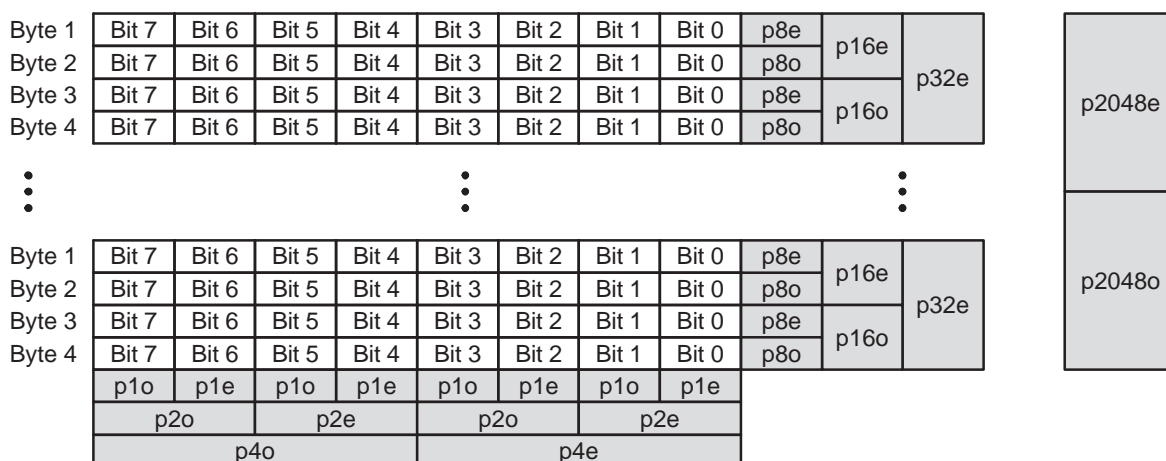 Byte 1 Bit 7 Bit 6 Bit 5 Bit 4 Bit 3 Bit 2 Bit 1 Bit 0 p8e p16e p32e p2048e
Byte 2 Bit 7 Bit 6 Bit 5 Bit 4 Bit 3 Bit 2 Bit 1 Bit 0 p8o
Byte 3 Bit 7 Bit 6 Bit 5 Bit 4 Bit 3 Bit 2 Bit 1 Bit 0 p8e p16o
Byte 4 Bit 7 Bit 6 Bit 5 Bit 4 Bit 3 Bit 2 Bit 1 Bit 0 p8o
Byte 1 Bit 7 Bit 6 Bit 5 Bit 4 Bit 3 Bit 2 Bit 1 Bit 0 p8e p16e p32e p2048o
Byte 2 Bit 7 Bit 6 Bit 5 Bit 4 Bit 3 Bit 2 Bit 1 Bit 0 p8o
Byte 3 Bit 7 Bit 6 Bit 5 Bit 4 Bit 3 Bit 2 Bit 1 Bit 0 p8e p16o
Byte 4 Bit 7 Bit 6 Bit 5 Bit 4 Bit 3 Bit 2 Bit 1 Bit 0 p8o
p1o p1e p1o p1e p1o p1e p1o p1e
p2o p2e p2o p2e
p4o p4e